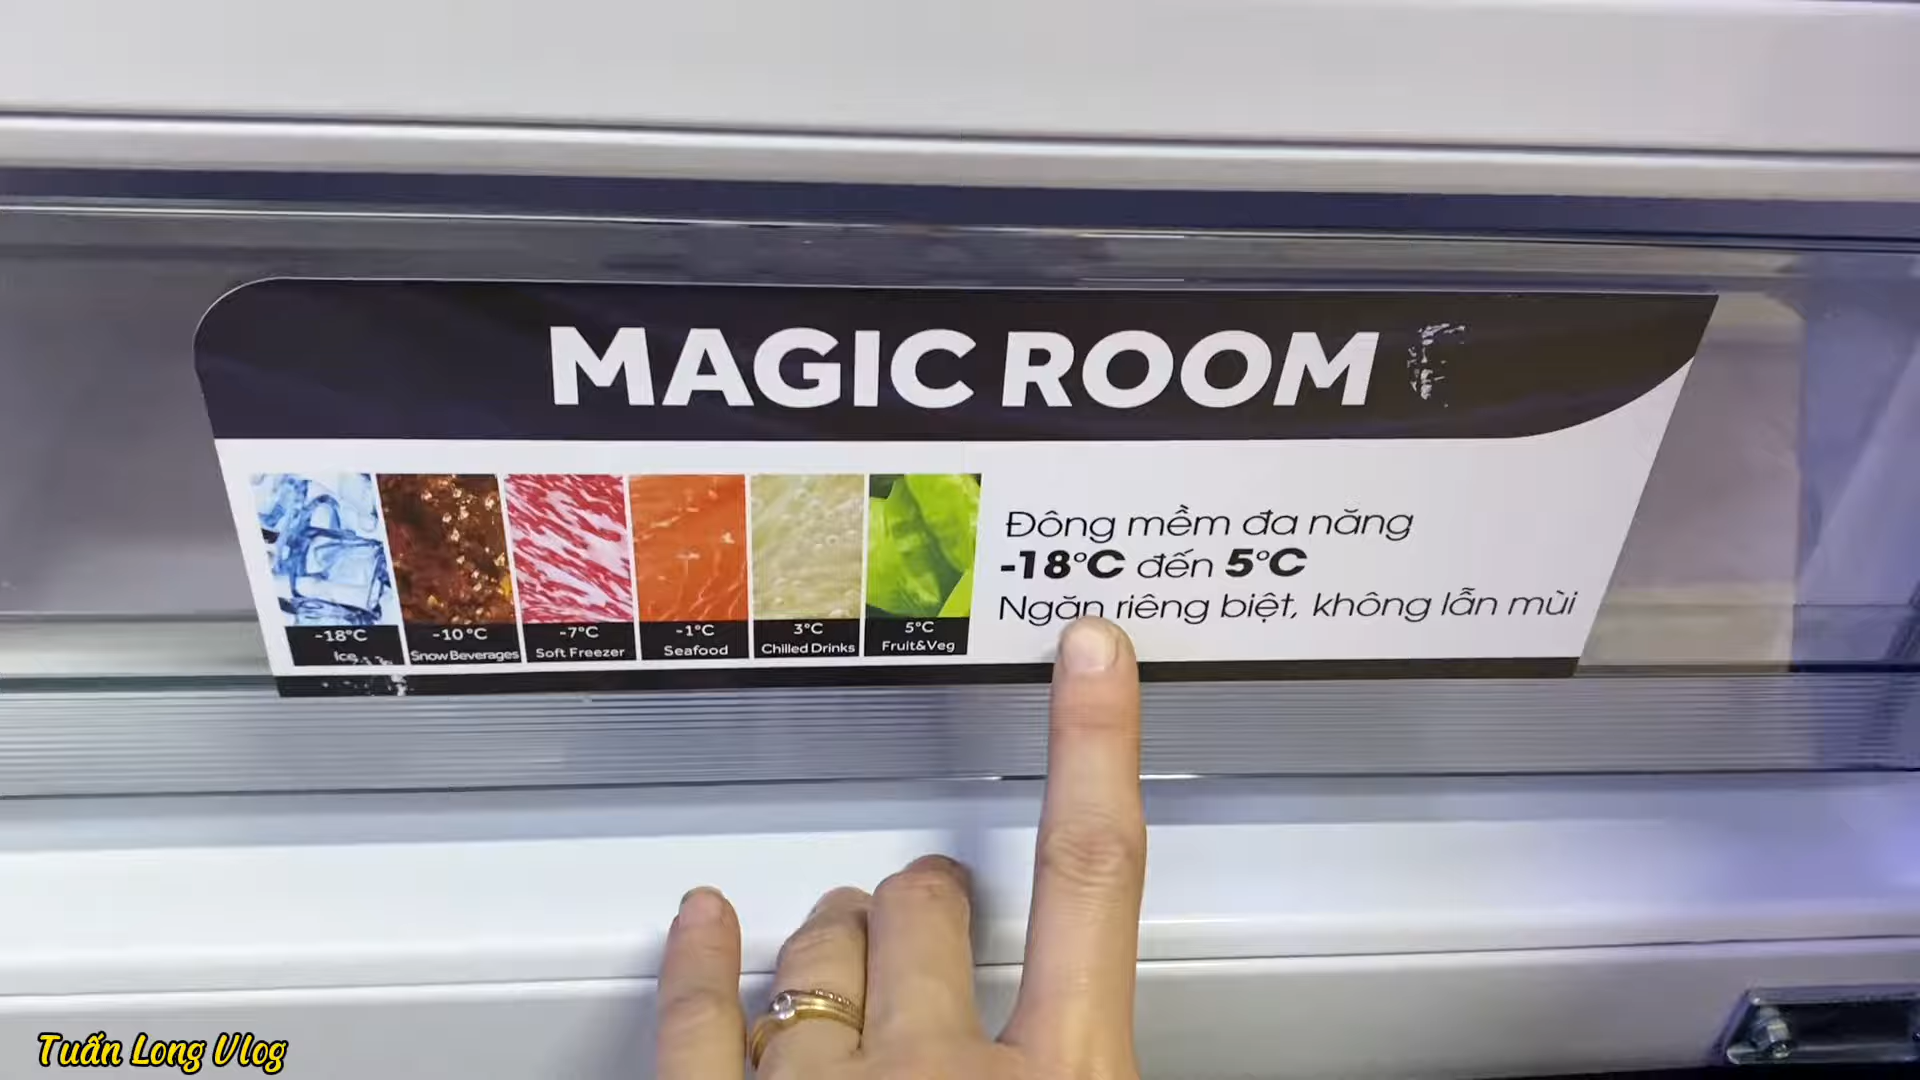 MAGIC ROOM
-18°C
Ice
-10°C
Snow Beverages
-7°C
Soft Freezer
-1°C
Seafood
3°C
Chilled Drinks
5°C
Fruit&Veg
Đông mềm đa năng
-18°C đến 5°C
Ngăn riêng biệt, không lẫn mùi
Tuấn Long Vlog